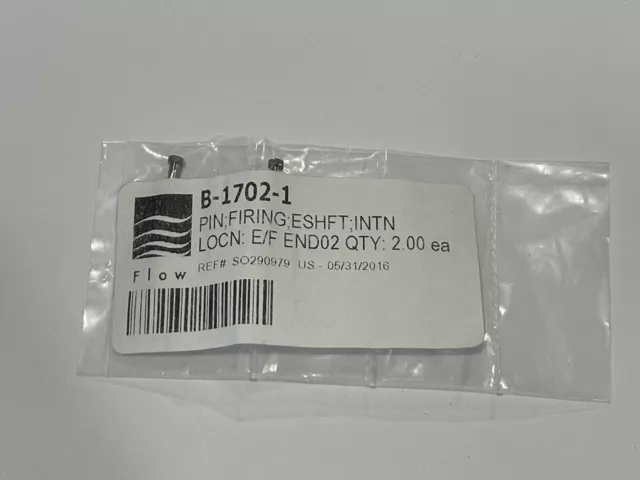 B-1702-1
PIN;FIRING;ESHFT;INTN
LOCN: E/F END02 QTY: 2.00 ea
Flow
REF# SO290979 US - 05/31/2016